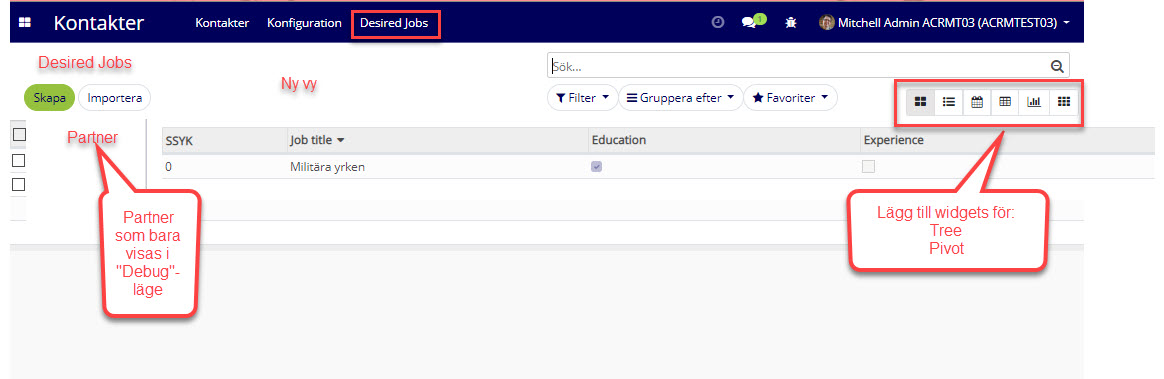 Kontakter Kontakter Konfiguration Desired Jobs 1 Mitchell Admin ACRMT03 (ACRMTEST03)
Desired Jobs
Ny vy
Sök...
Skapa Importera
Filter Gruppera efter Favoriter
Partner
SSYK Job title Education Experience
0 Militära yrken
Partner
som bara
visas i
"Debug"-
läge
Lägg till widgets för:
Tree
Pivot